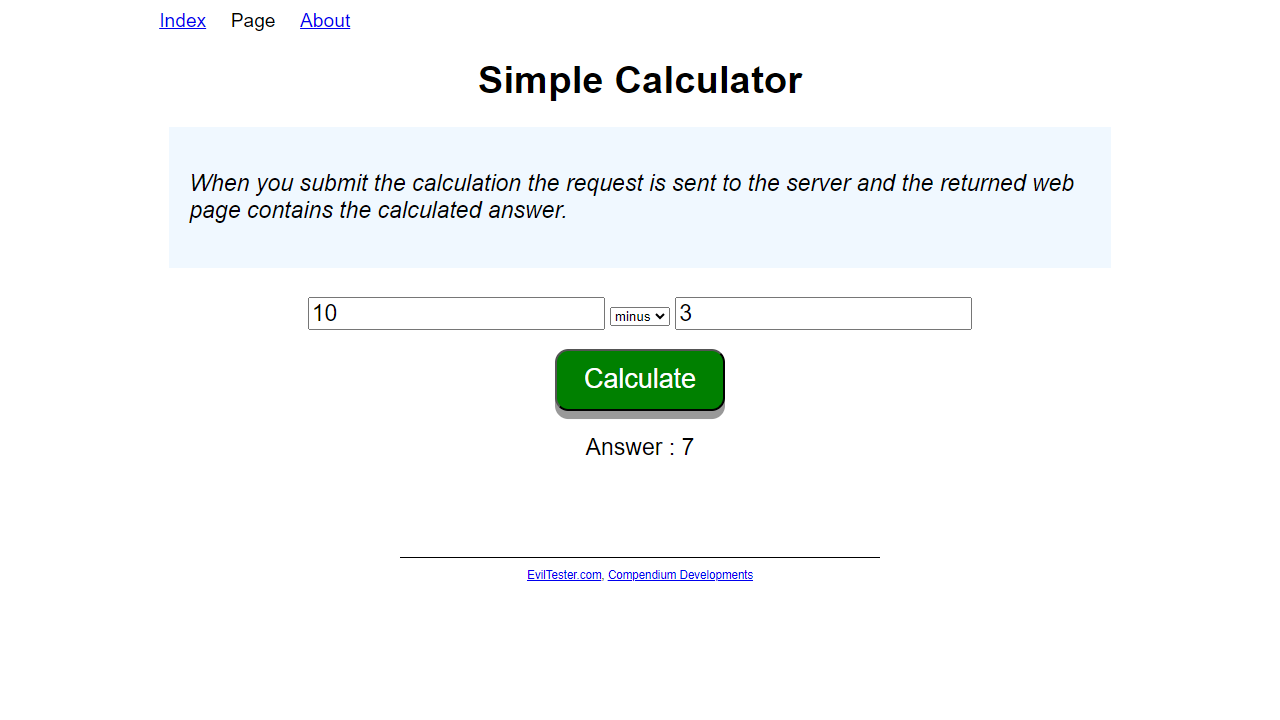 Index Page About
Simple Calculator
When you submit the calculation the request is sent to the server and the returned web
page contains the calculated answer.
10 minus 3
Calculate
Answer : 7
EvilTester.com, Compendium Developments